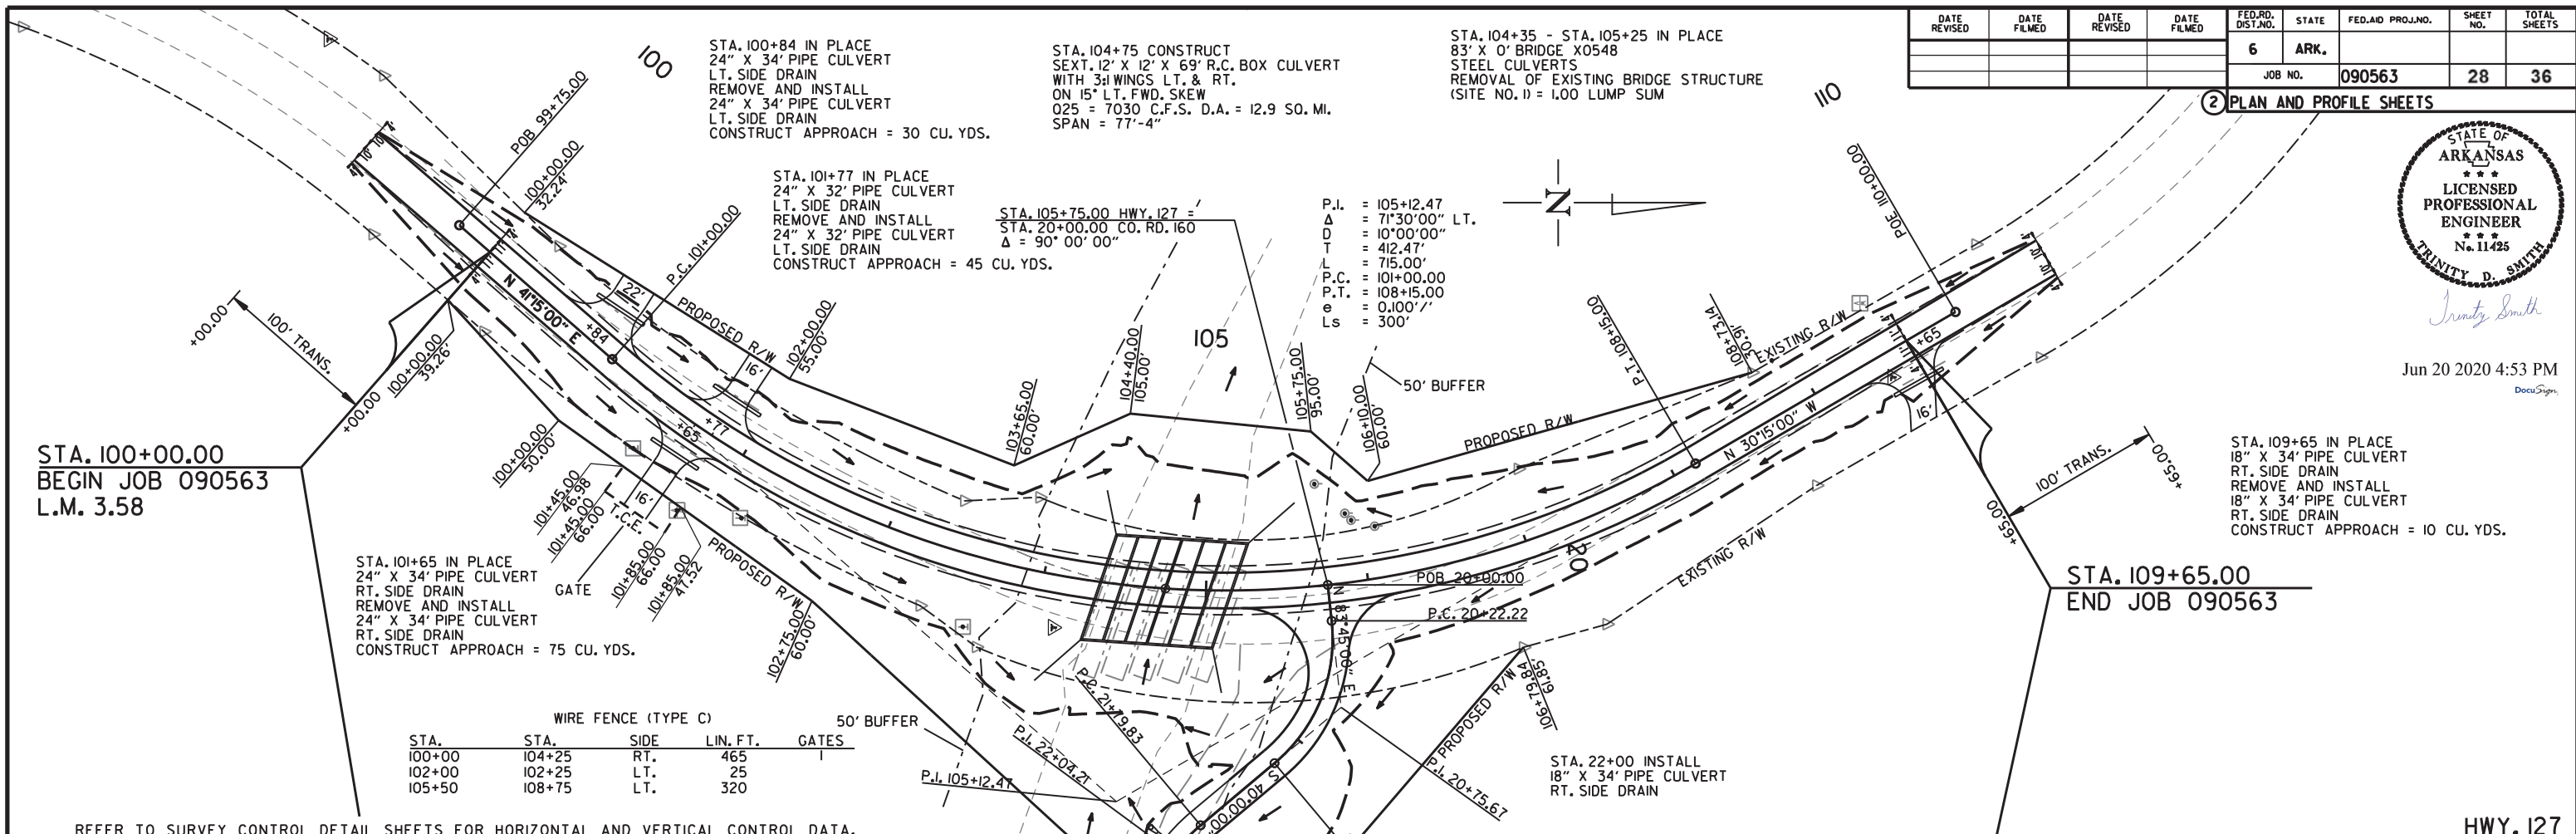 DATE REVISED
DATE FILMED
DATE REVISED
DATE FILMED
FED.RD. DIST.NO.
STATE
FED.AID PROJ.NO.
SHEET NO.
TOTAL SHEETS
6
ARK.
JOB NO.
090563
28
36
2 PLAN AND PROFILE SHEETS
STATE OF
ARKANSAS
★ ★ ★
LICENSED
PROFESSIONAL
ENGINEER
★ ★ ★
No. 11425
TRINITY D. SMITH
Trinity Smith
Jun 20 2020 4:53 PM
DocuSign
100
STA. 100+84 IN PLACE
24" X 34' PIPE CULVERT
LT. SIDE DRAIN
REMOVE AND INSTALL
24" X 34' PIPE CULVERT
LT. SIDE DRAIN
CONSTRUCT APPROACH = 30 CU. YDS.
STA. 104+75 CONSTRUCT
SEXT. 12' X 12' X 69' R.C. BOX CULVERT
WITH 3:1 WINGS LT. & RT.
ON 15° LT. FWD. SKEW
Q25 = 7030 C.F.S. D.A. = 12.9 SQ. MI.
SPAN = 77'-4"
STA. 104+35 - STA. 105+25 IN PLACE
83' X 0' BRIDGE X0548
STEEL CULVERTS
REMOVAL OF EXISTING BRIDGE STRUCTURE
(SITE NO. 1) = 1.00 LUMP SUM
110
STA. 101+77 IN PLACE
24" X 32' PIPE CULVERT
LT. SIDE DRAIN
REMOVE AND INSTALL
24" X 32' PIPE CULVERT
LT. SIDE DRAIN
CONSTRUCT APPROACH = 45 CU. YDS.
STA. 105+75.00 HWY. 127 =
STA. 20+00.00 CO. RD. 160
Δ = 90° 00' 00"
P.I. = 105+12.47
Δ = 71°30'00" LT.
D = 10°00'00"
T = 412.47'
L = 715.00'
P.C. = 101+00.00
P.T. = 108+15.00
e = 0.100'/'
Ls = 300'
N
POB 99+75.00
100+00.00
32.24'
P.C. 101+00.00
4' 10' 10' 4'
N 41°15'00" E
22'
+84
PROPOSED R/W
16'
102+00.00
55.00'
+00.00
100' TRANS.
+00.00
100+00.00
39.26'
100+00.00
50.00'
+77
+65
103+65.00
60.00'
104+40.00
105.00'
105
105+75.00
95.00'
106+10.00
60.00'
50' BUFFER
PROPOSED R/W
P.T. 108+15.00
108+73.14
30.91'
EXISTING R/W
POE 110+00.00
N 30°15'00" W
+65
4' 10' 10' 4'
16'
+65.00
100' TRANS.
+65.00
STA. 100+00.00
BEGIN JOB 090563
L.M. 3.58
101+45.00
46.98
101+45.00
66.00
16'
T.C.E.
GATE
101+85.00
66.00
101+85.00
47.52
PROPOSED R/W
102+75.00
60.00'
STA. 101+65 IN PLACE
24" X 34' PIPE CULVERT
RT. SIDE DRAIN
REMOVE AND INSTALL
24" X 34' PIPE CULVERT
RT. SIDE DRAIN
CONSTRUCT APPROACH = 75 CU. YDS.
STA. 109+65 IN PLACE
18" X 34' PIPE CULVERT
RT. SIDE DRAIN
REMOVE AND INSTALL
18" X 34' PIPE CULVERT
RT. SIDE DRAIN
CONSTRUCT APPROACH = 10 CU. YDS.
STA. 109+65.00
END JOB 090563
20
POB 20+00.00
P.C. 20+22.22
N 83°45'00" E
EXISTING R/W
106+79.84
61.85'
PROPOSED R/W
P.I. 20+75.67
P.C. 21+79.83
P.I. 22+04.21
P.I. 105+12.47
50' BUFFER
WIRE FENCE (TYPE C)
STA. STA. SIDE LIN. FT. GATES
100+00 104+25 RT. 465 1
102+00 102+25 LT. 25
105+50 108+75 LT. 320
STA. 22+00 INSTALL
18" X 34' PIPE CULVERT
RT. SIDE DRAIN
REFER TO SURVEY CONTROL DETAIL SHEETS FOR HORIZONTAL AND VERTICAL CONTROL DATA.
HWY. 127